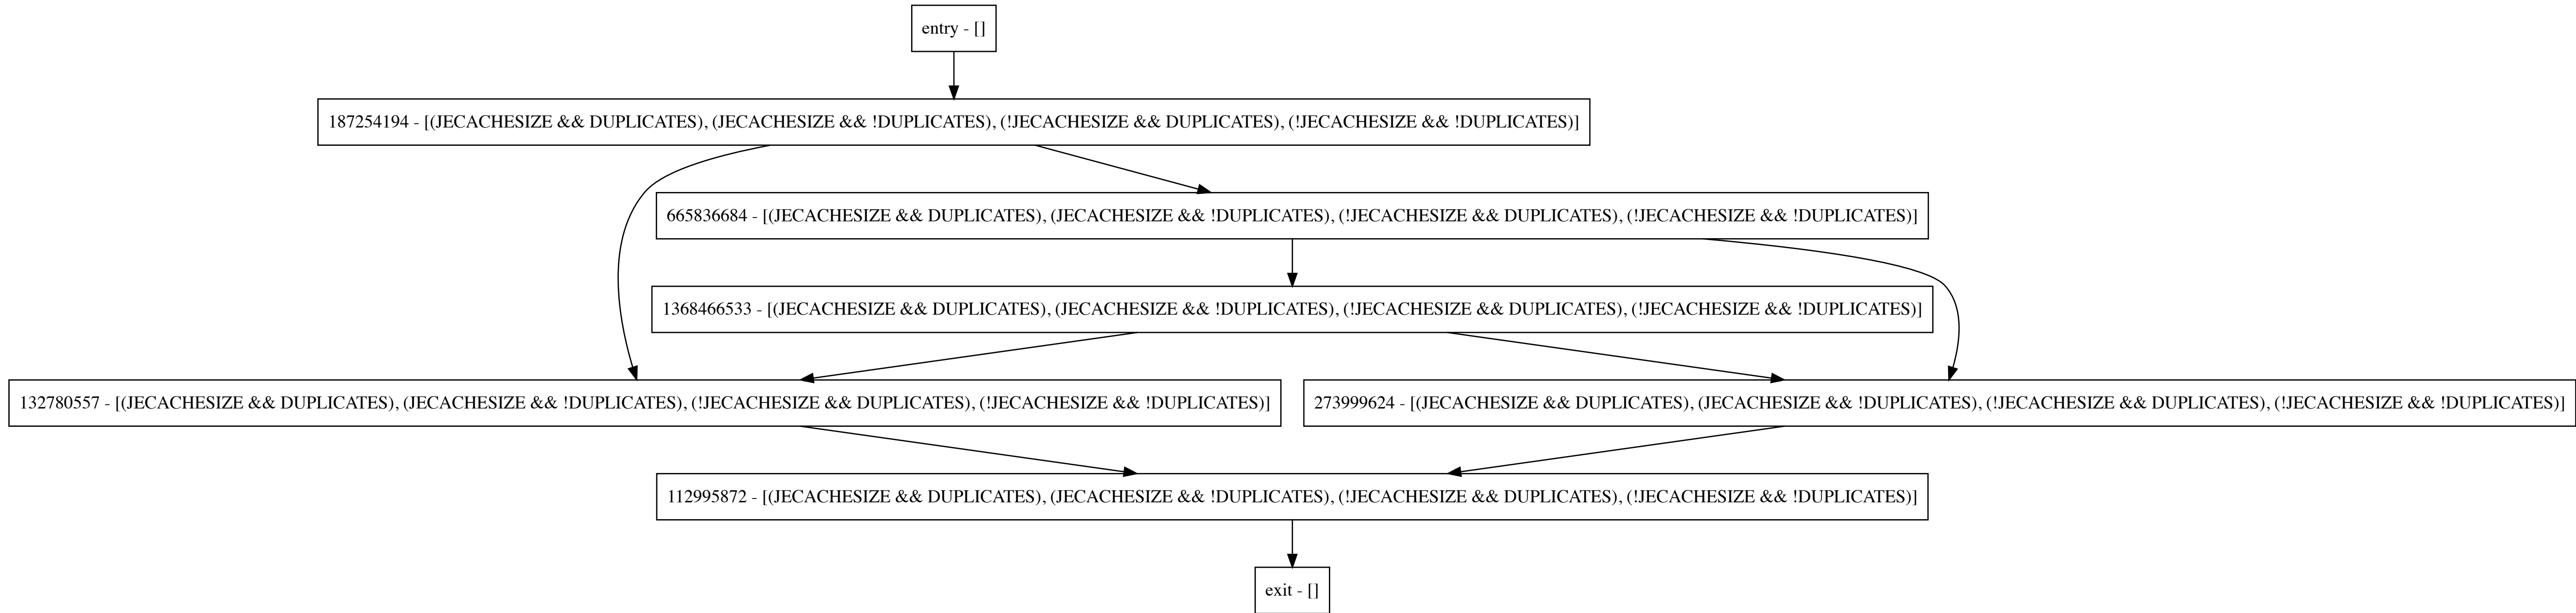 entry - []
187254194 - [(JECACHESIZE && DUPLICATES), (JECACHESIZE && !DUPLICATES), (!JECACHESIZE && DUPLICATES), (!JECACHESIZE && !DUPLICATES)]
665836684 - [(JECACHESIZE && DUPLICATES), (JECACHESIZE && !DUPLICATES), (!JECACHESIZE && DUPLICATES), (!JECACHESIZE && !DUPLICATES)]
1368466533 - [(JECACHESIZE && DUPLICATES), (JECACHESIZE && !DUPLICATES), (!JECACHESIZE && DUPLICATES), (!JECACHESIZE && !DUPLICATES)]
132780557 - [(JECACHESIZE && DUPLICATES), (JECACHESIZE && !DUPLICATES), (!JECACHESIZE && DUPLICATES), (!JECACHESIZE && !DUPLICATES)]
273999624 - [(JECACHESIZE && DUPLICATES), (JECACHESIZE && !DUPLICATES), (!JECACHESIZE && DUPLICATES), (!JECACHESIZE && !DUPLICATES)]
112995872 - [(JECACHESIZE && DUPLICATES), (JECACHESIZE && !DUPLICATES), (!JECACHESIZE && DUPLICATES), (!JECACHESIZE && !DUPLICATES)]
exit - []